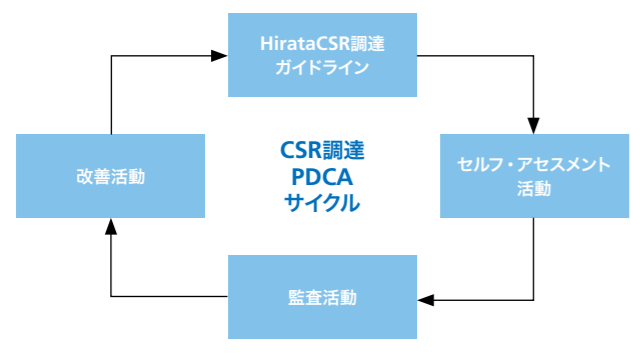 HirataCSR調達
ガイドライン
CSR調達
PDCA
サイクル
改善活動
セルフ・アセスメント
活動
監査活動